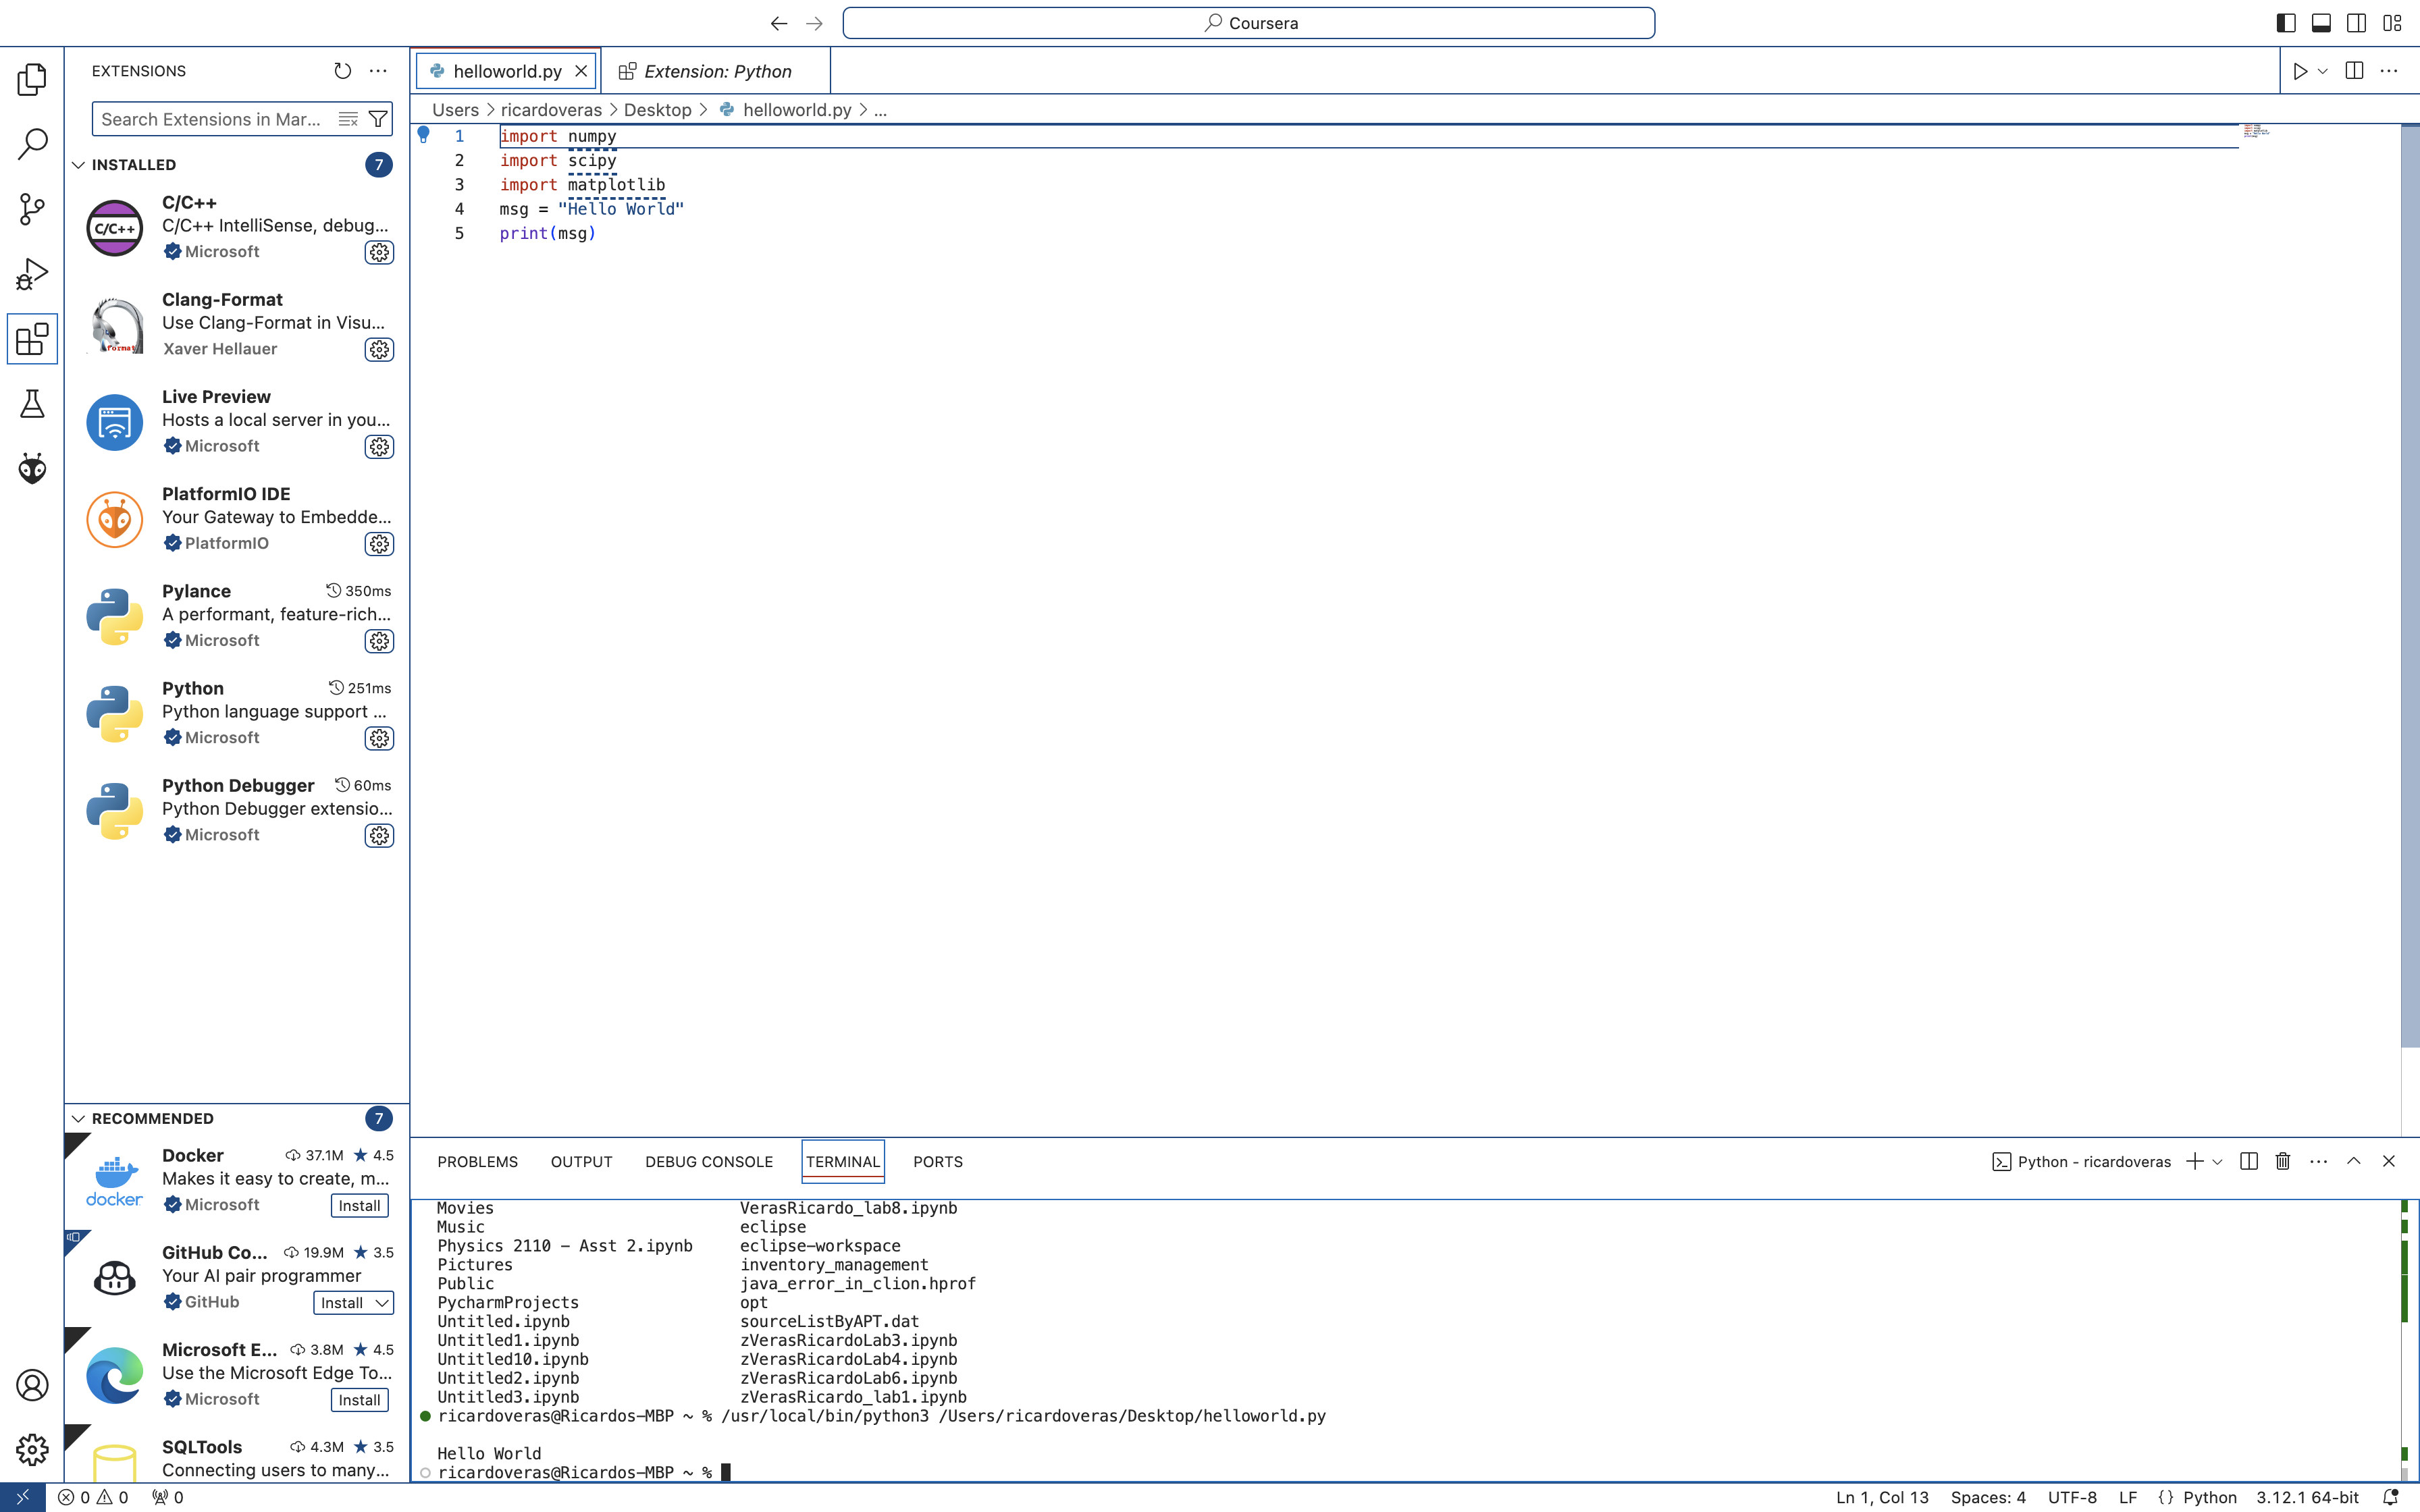 Coursera
EXTENSIONS
Search Extensions in Mar...
INSTALLED 7
C/C++
C/C++ IntelliSense, debug...
Microsoft
Clang-Format
Use Clang-Format in Visu...
Xaver Hellauer
Live Preview
Hosts a local server in you...
Microsoft
PlatformIO IDE
Your Gateway to Embedde...
PlatformIO
Pylance 350ms
A performant, feature-rich...
Microsoft
Python 251ms
Python language support ...
Microsoft
Python Debugger 60ms
Python Debugger extensio...
Microsoft
RECOMMENDED 7
Docker 37.1M ★ 4.5
Makes it easy to create, m...
Microsoft Install
docker
GitHub Co... 19.9M ★ 3.5
Your AI pair programmer
GitHub Install
Microsoft E... 3.8M ★ 4.5
Use the Microsoft Edge To...
Microsoft Install
SQLTools 4.3M ★ 3.5
Connecting users to many...
helloworld.py Extension: Python
Users > ricardoveras > Desktop > helloworld.py > ...
1 import numpy
2 import scipy
3 import matplotlib
4 msg = "Hello World"
5 print(msg)
PROBLEMS OUTPUT DEBUG CONSOLE TERMINAL PORTS Python - ricardoveras
Movies VerasRicardo_lab8.ipynb
Music eclipse
Physics 2110 - Asst 2.ipynb eclipse-workspace
Pictures inventory_management
Public java_error_in_clion.hprof
PycharmProjects opt
Untitled.ipynb sourceListByAPT.dat
Untitled1.ipynb zVerasRicardoLab3.ipynb
Untitled10.ipynb zVerasRicardoLab4.ipynb
Untitled2.ipynb zVerasRicardoLab6.ipynb
Untitled3.ipynb zVerasRicardo_lab1.ipynb
ricardoveras@Ricardos-MBP ~ % /usr/local/bin/python3 /Users/ricardoveras/Desktop/helloworld.py
Hello World
ricardoveras@Ricardos-MBP ~ %
0 0 0 Ln 1, Col 13 Spaces: 4 UTF-8 LF {} Python 3.12.1 64-bit